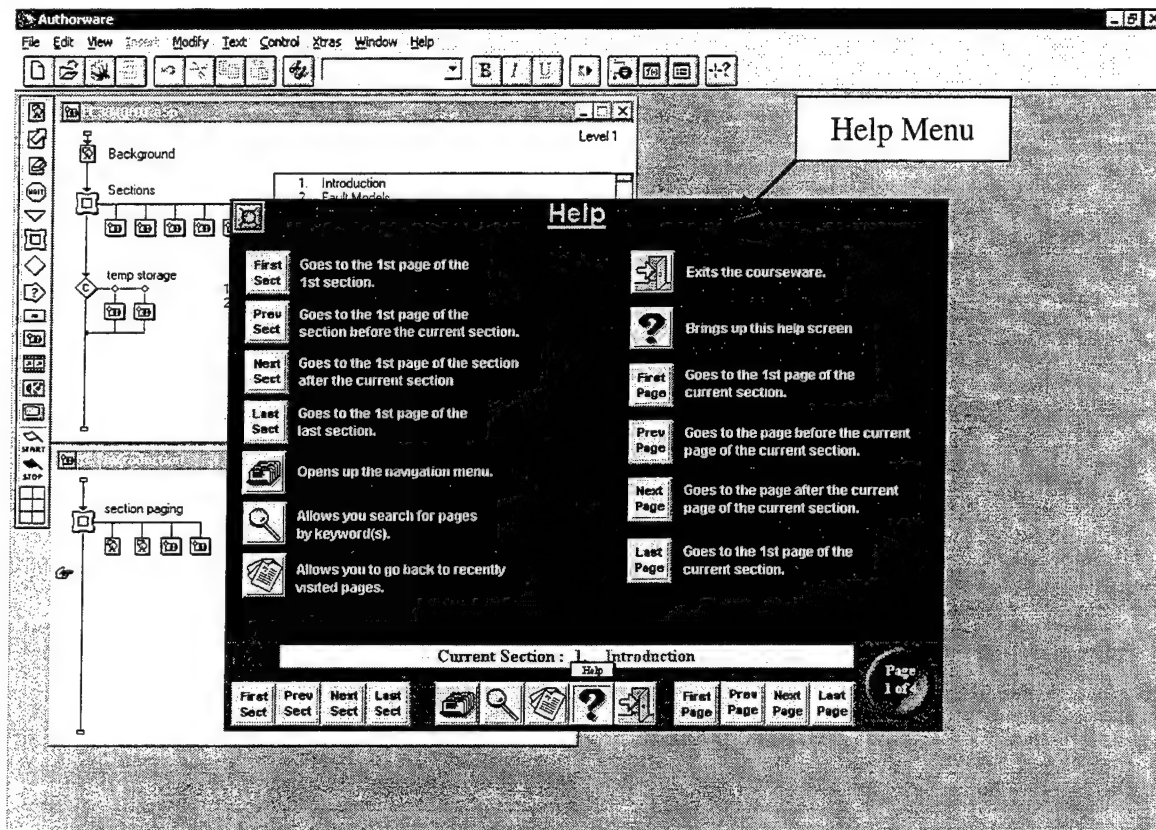 Authorware
File Edit View Insert Modify Text Control Xtras Window Help
B I U
Level 1
Help Menu
Background
Sections
1. Introduction
2. Fault Models
temp storage
C
WAIT
START
STOP
section paging
Help
First Sect
Goes to the 1st page of the
1st section.
Prev Sect
Goes to the 1st page of the
section before the current section.
Next Sect
Goes to the 1st page of the section
after the current section
Last Sect
Goes to the 1st page of the
last section.
Opens up the navigation menu.
Allows you search for pages
by keyword(s).
Allows you to go back to recently
visited pages.
Exits the courseware.
Brings up this help screen
First Page
Goes to the 1st page of the
current section.
Prev Page
Goes to the page before the current
page of the current section.
Next Page
Goes to the page after the current
page of the current section.
Last Page
Goes to the 1st page of the
current section.
Current Section : 1. Introduction
Help
First Sect Prev Sect Next Sect Last Sect
First Page Prev Page Next Page Last Page
Page
1 of 4